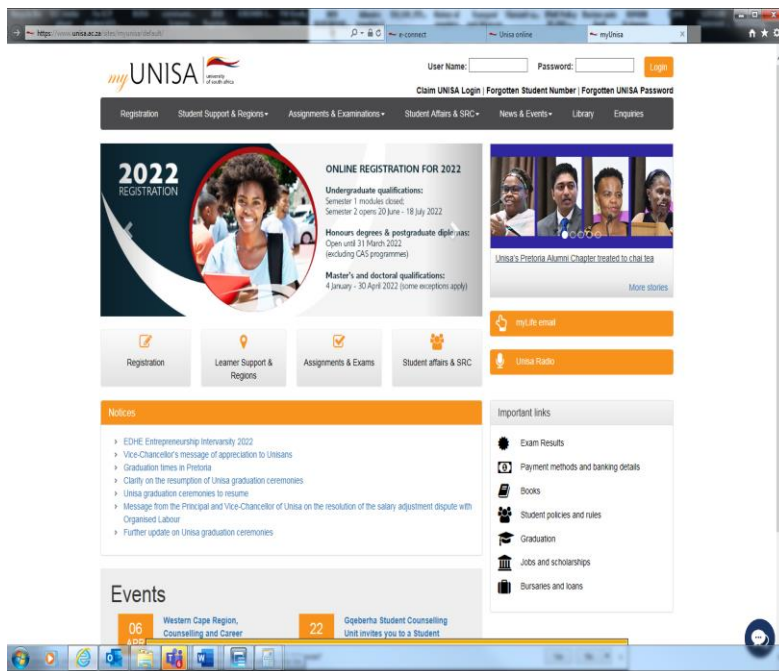 https://www.unisa.ac.za/sites/myunisa/default/
e-connect
Unisa online
myUnisa
my UNISA
university
of south africa
User Name:
Password:
Login
Claim UNISA Login | Forgotten Student Number | Forgotten UNISA Password
Registration
Student Support & Regions
Assignments & Examinations
Student Affairs & SRC
News & Events
Library
Enquiries
2022
REGISTRATION
ONLINE REGISTRATION FOR 2022
Undergraduate qualifications:
Semester 1 modules closed;
Semester 2 opens 20 June - 18 July 2022
Honours degrees & postgraduate diplomas:
Open until 31 March 2022
(excluding CAS programmes)
Master's and doctoral qualifications:
4 January - 30 April 2022 (some exceptions apply)
Unisa's Pretoria Alumni Chapter treated to chai tea
More stories
myLife email
Unisa Radio
Registration
Learner Support &
Regions
Assignments & Exams
Student affairs & SRC
Notices
EDHE Entrepreneurship Intervarsity 2022
Vice-Chancellor's message of appreciation to Unisans
Graduation times in Pretoria
Clarity on the resumption of Unisa graduation ceremonies
Unisa graduation ceremonies to resume
Message from the Principal and Vice-Chancellor of Unisa on the resolution of the salary adjustment dispute with
Organised Labour
Further update on Unisa graduation ceremonies
Important links
Exam Results
Payment methods and banking details
Books
Student policies and rules
Graduation
Jobs and scholarships
Bursaries and loans
Events
06
APR
Western Cape Region,
Counselling and Career
22
Gqeberha Student Counselling
Unit invites you to a Student